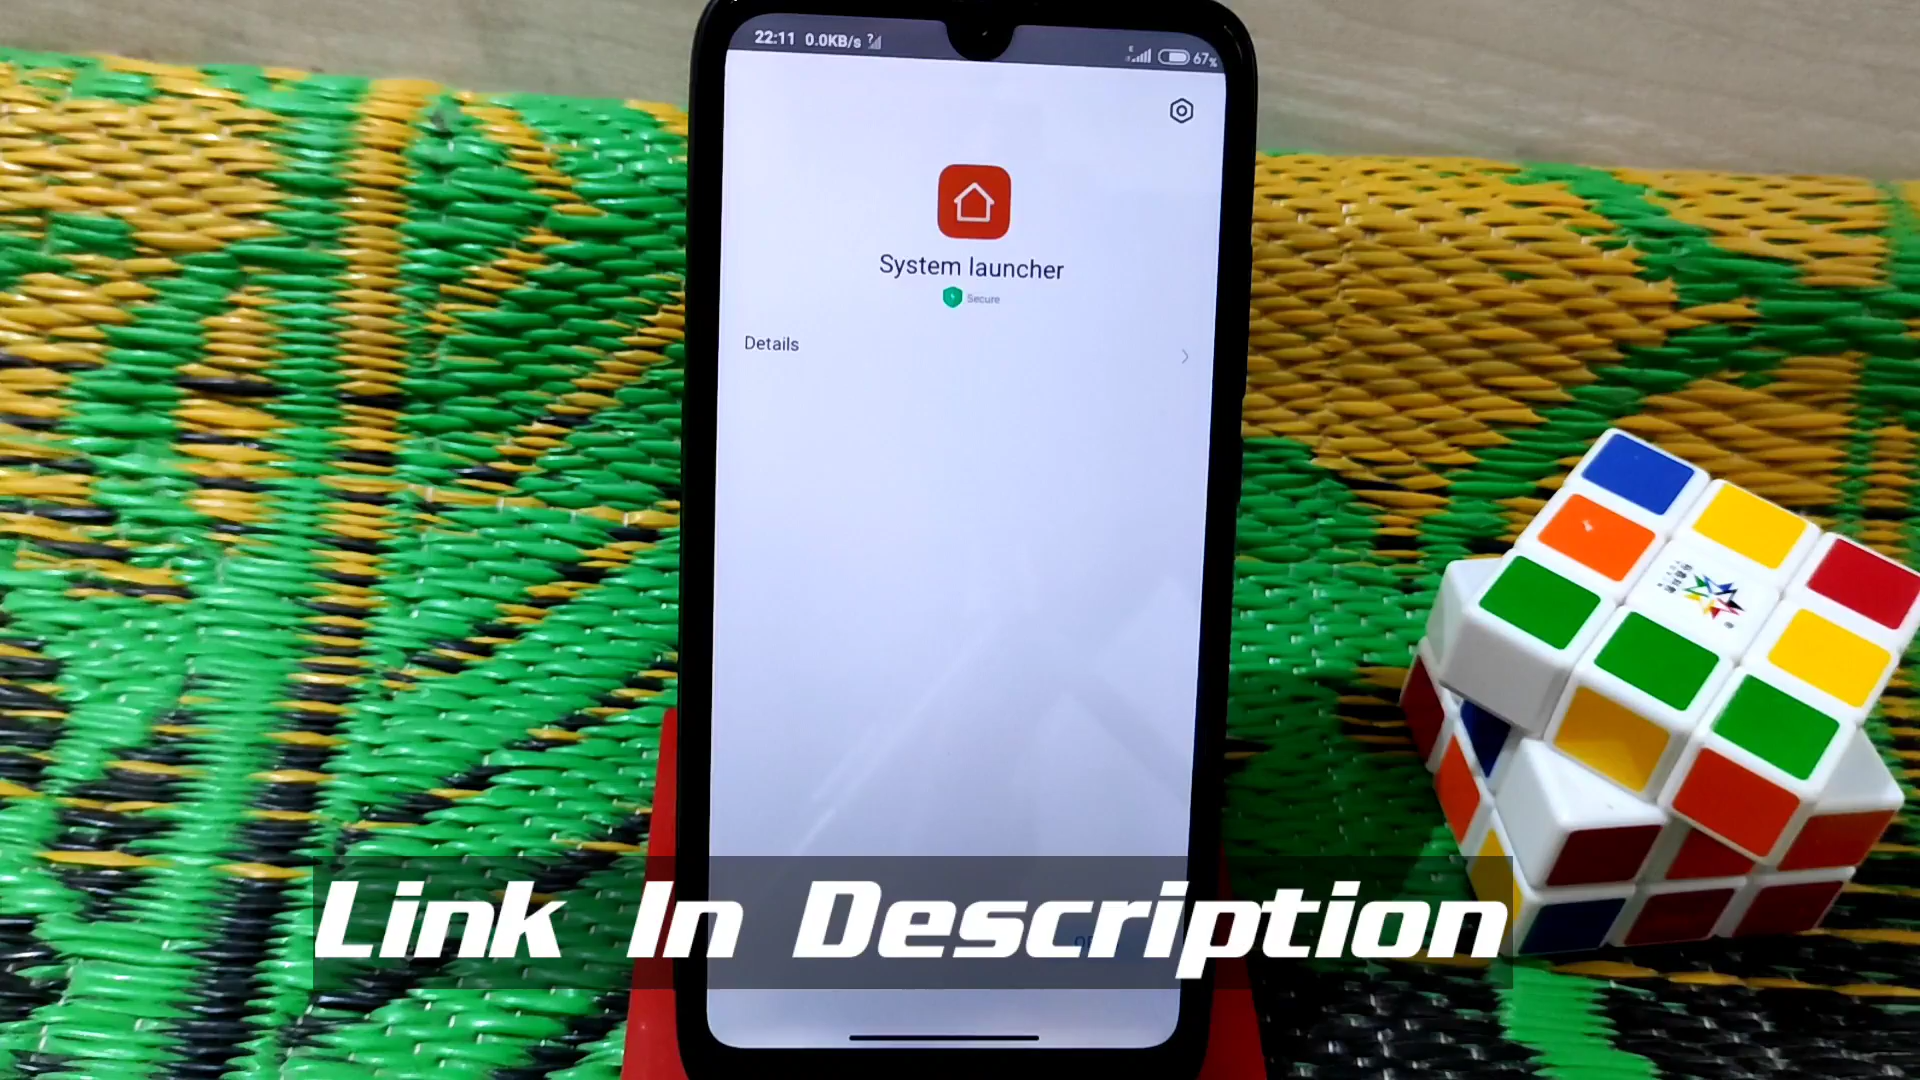 22:11 0.0KB/s ?
E
67%
System launcher
Secure
Details
Link In Description